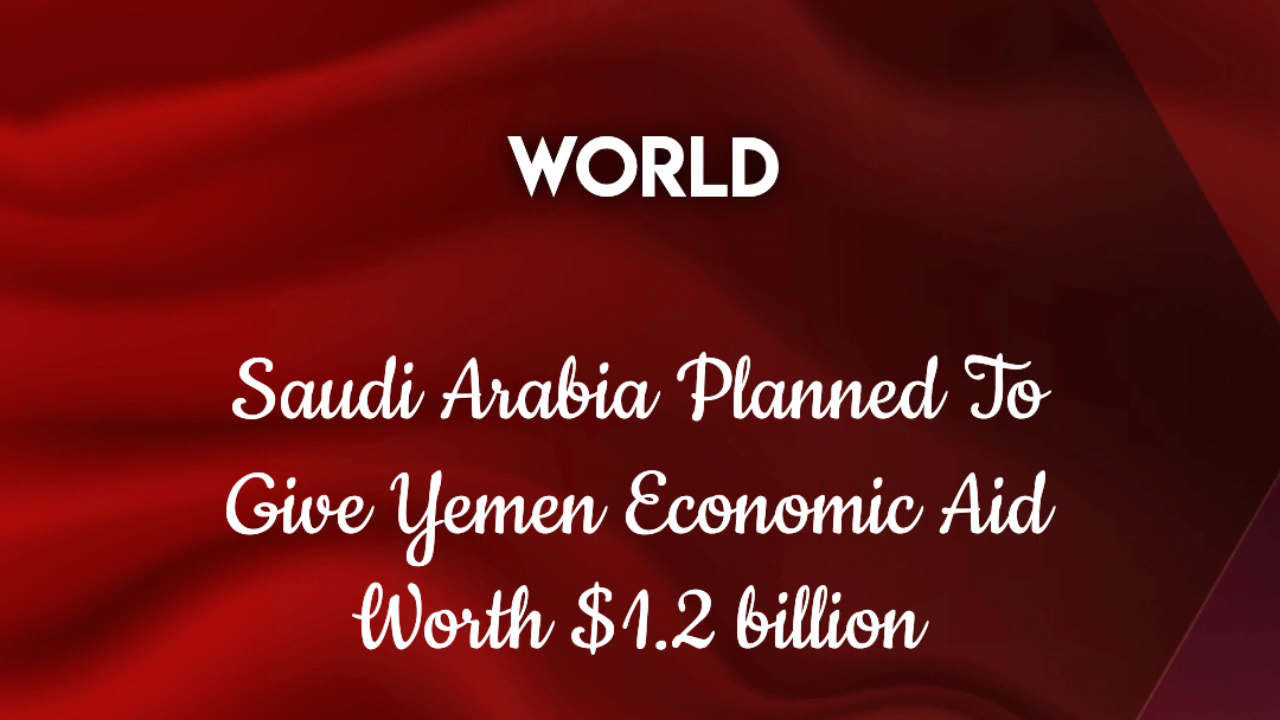 WORLD
Saudi Arabia Planned To
Give Yemen Economic Aid
Worth $1.2 billion